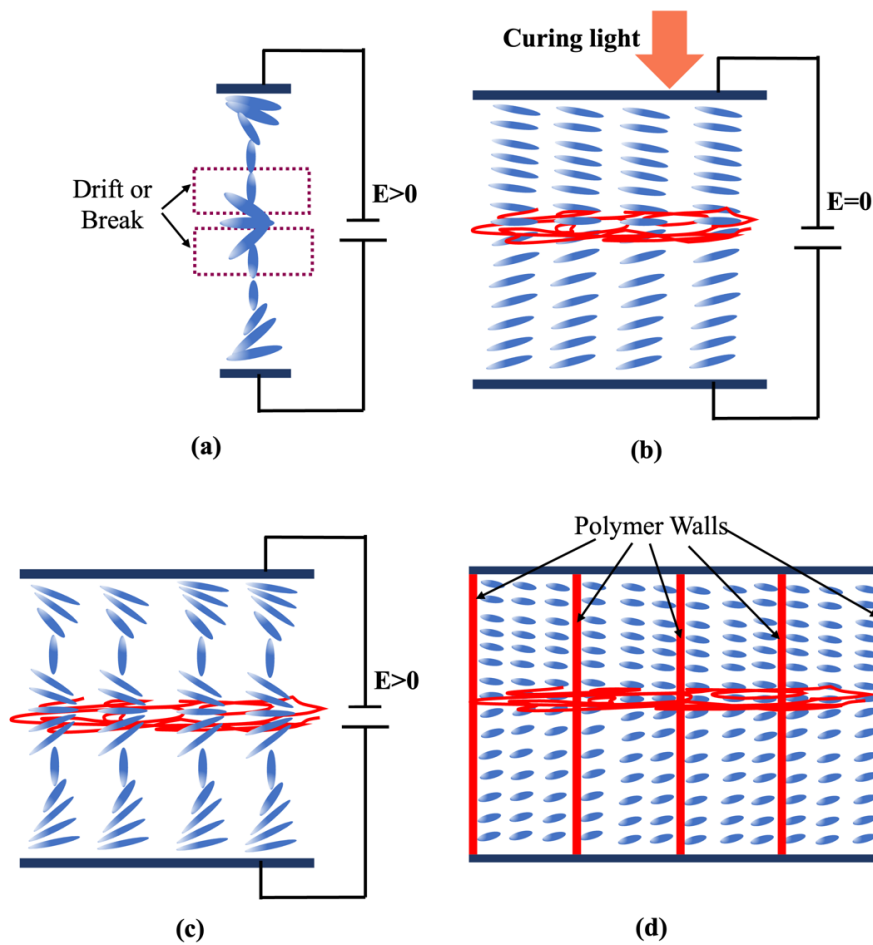 Curing light
Drift or
Break
E>0
E=0
(a)
(b)
Polymer Walls
E>0
(c)
(d)